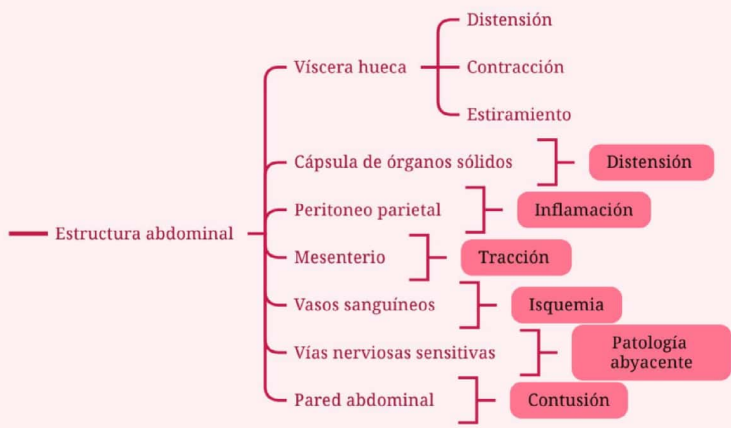 Distensión
Víscera hueca
Contracción
Estiramiento
Cápsula de órganos sólidos
Distensión
Peritoneo parietal
Inflamación
Estructura abdominal
Mesenterio
Tracción
Vasos sanguíneos
Isquemia
Vías nerviosas sensitivas
Patología
abyacente
Pared abdominal
Contusión